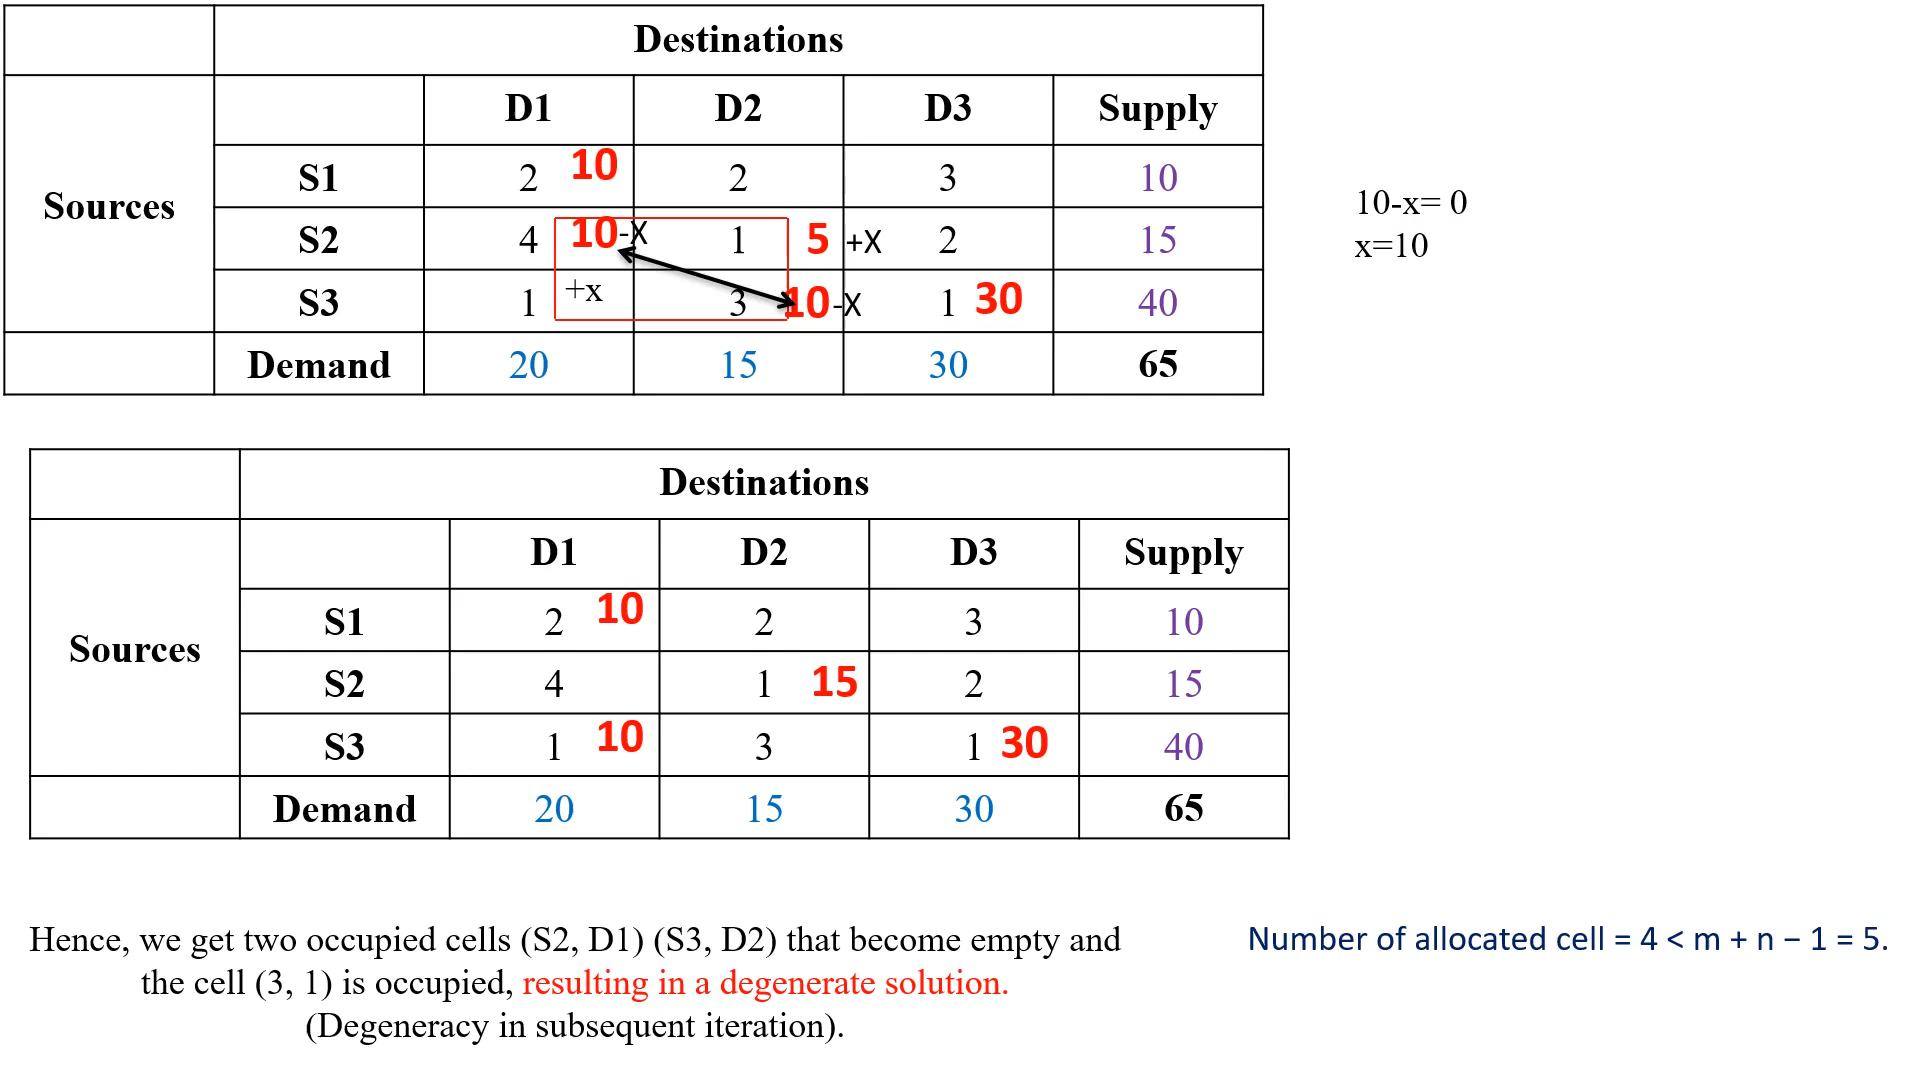 Destinations
D1 D2 D3 Supply
Sources
S1 2 10 2 3 10
S2 4 10-X 1 5 +X 2 15
S3 1 +x 3 10-X 1 30 40
Demand 20 15 30 65
10-x= 0
x=10
Destinations
D1 D2 D3 Supply
Sources
S1 2 10 2 3 10
S2 4 1 15 2 15
S3 1 10 3 1 30 40
Demand 20 15 30 65
Hence, we get two occupied cells (S2, D1) (S3, D2) that become empty and
the cell (3, 1) is occupied, resulting in a degenerate solution.
(Degeneracy in subsequent iteration).
Number of allocated cell = 4 < m + n − 1 = 5.